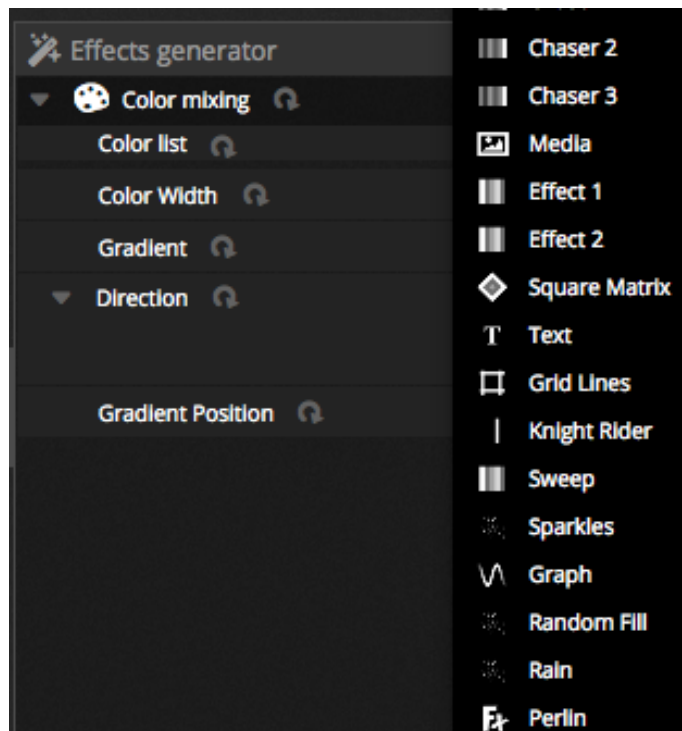 Effects generator
Color mixing
Color list
Color Width
Gradient
Direction
Gradient Position
Chaser 2
Chaser 3
Media
Effect 1
Effect 2
Square Matrix
Text
Grid Lines
Knight Rider
Sweep
Sparkles
Graph
Random Fill
Rain
Perlin